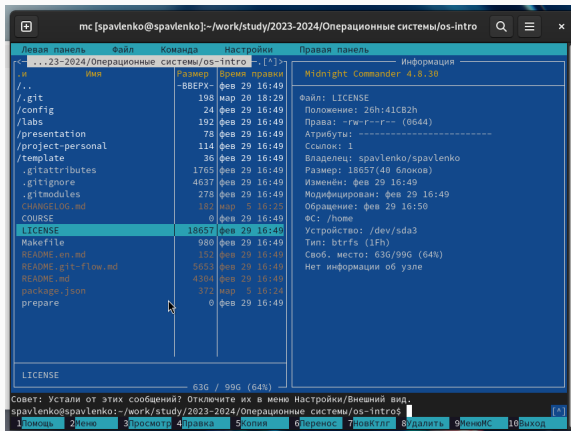 mc [spavlenko@spavlenko]:~/work/study/2023-2024/Операционные системы/os-intro
Левая панель Файл Команда Настройки Правая панель
<— ...23-2024/Операционные системы/os-intro —.[^]>
.и Имя Размер Время правки
/.. -ВВЕРХ- фев 29 16:49
/.git 198 мар 20 18:29
/config 24 фев 29 16:49
/labs 192 фев 29 16:49
/presentation 78 фев 29 16:49
/project-personal 114 фев 29 16:49
/template 36 фев 29 16:49
.gitattributes 1765 фев 29 16:49
.gitignore 4637 фев 29 16:49
.gitmodules 278 фев 29 16:49
CHANGELOG.md 182 мар 5 16:25
COURSE 0 фев 29 16:49
LICENSE 18657 фев 29 16:49
Makefile 980 фев 29 16:49
README.en.md 152 фев 29 16:49
README.git-flow.md 5653 фев 29 16:49
README.md 4304 фев 29 16:49
package.json 372 мар 5 16:24
prepare 0 фев 29 16:49
LICENSE
63G / 99G (64%)
Информация
Midnight Commander 4.8.30
Файл: LICENSE
Положение: 26h:41CB2h
Права: -rw-r--r-- (0644)
Атрибуты: -------------------------
Ссылок: 1
Владелец: spavlenko/spavlenko
Размер: 18657(40 блоков)
Изменён: фев 29 16:49
Модифицирован: фев 29 16:49
Обращение: фев 29 16:50
ФС: /home
Устройство: /dev/sda3
Тип: btrfs (1Fh)
Своб. место: 63G/99G (64%)
Нет информации об узле
Совет: Устали от этих сообщений? Отключите их в меню Настройки/Внешний вид.
spavlenko@spavlenko:~/work/study/2023-2024/Операционные системы/os-intro$ [^]
1Помощь 2Меню 3Просмотр 4Правка 5Копия 6Перенос 7НовКтлг 8Удалить 9МенюМС 10Выход